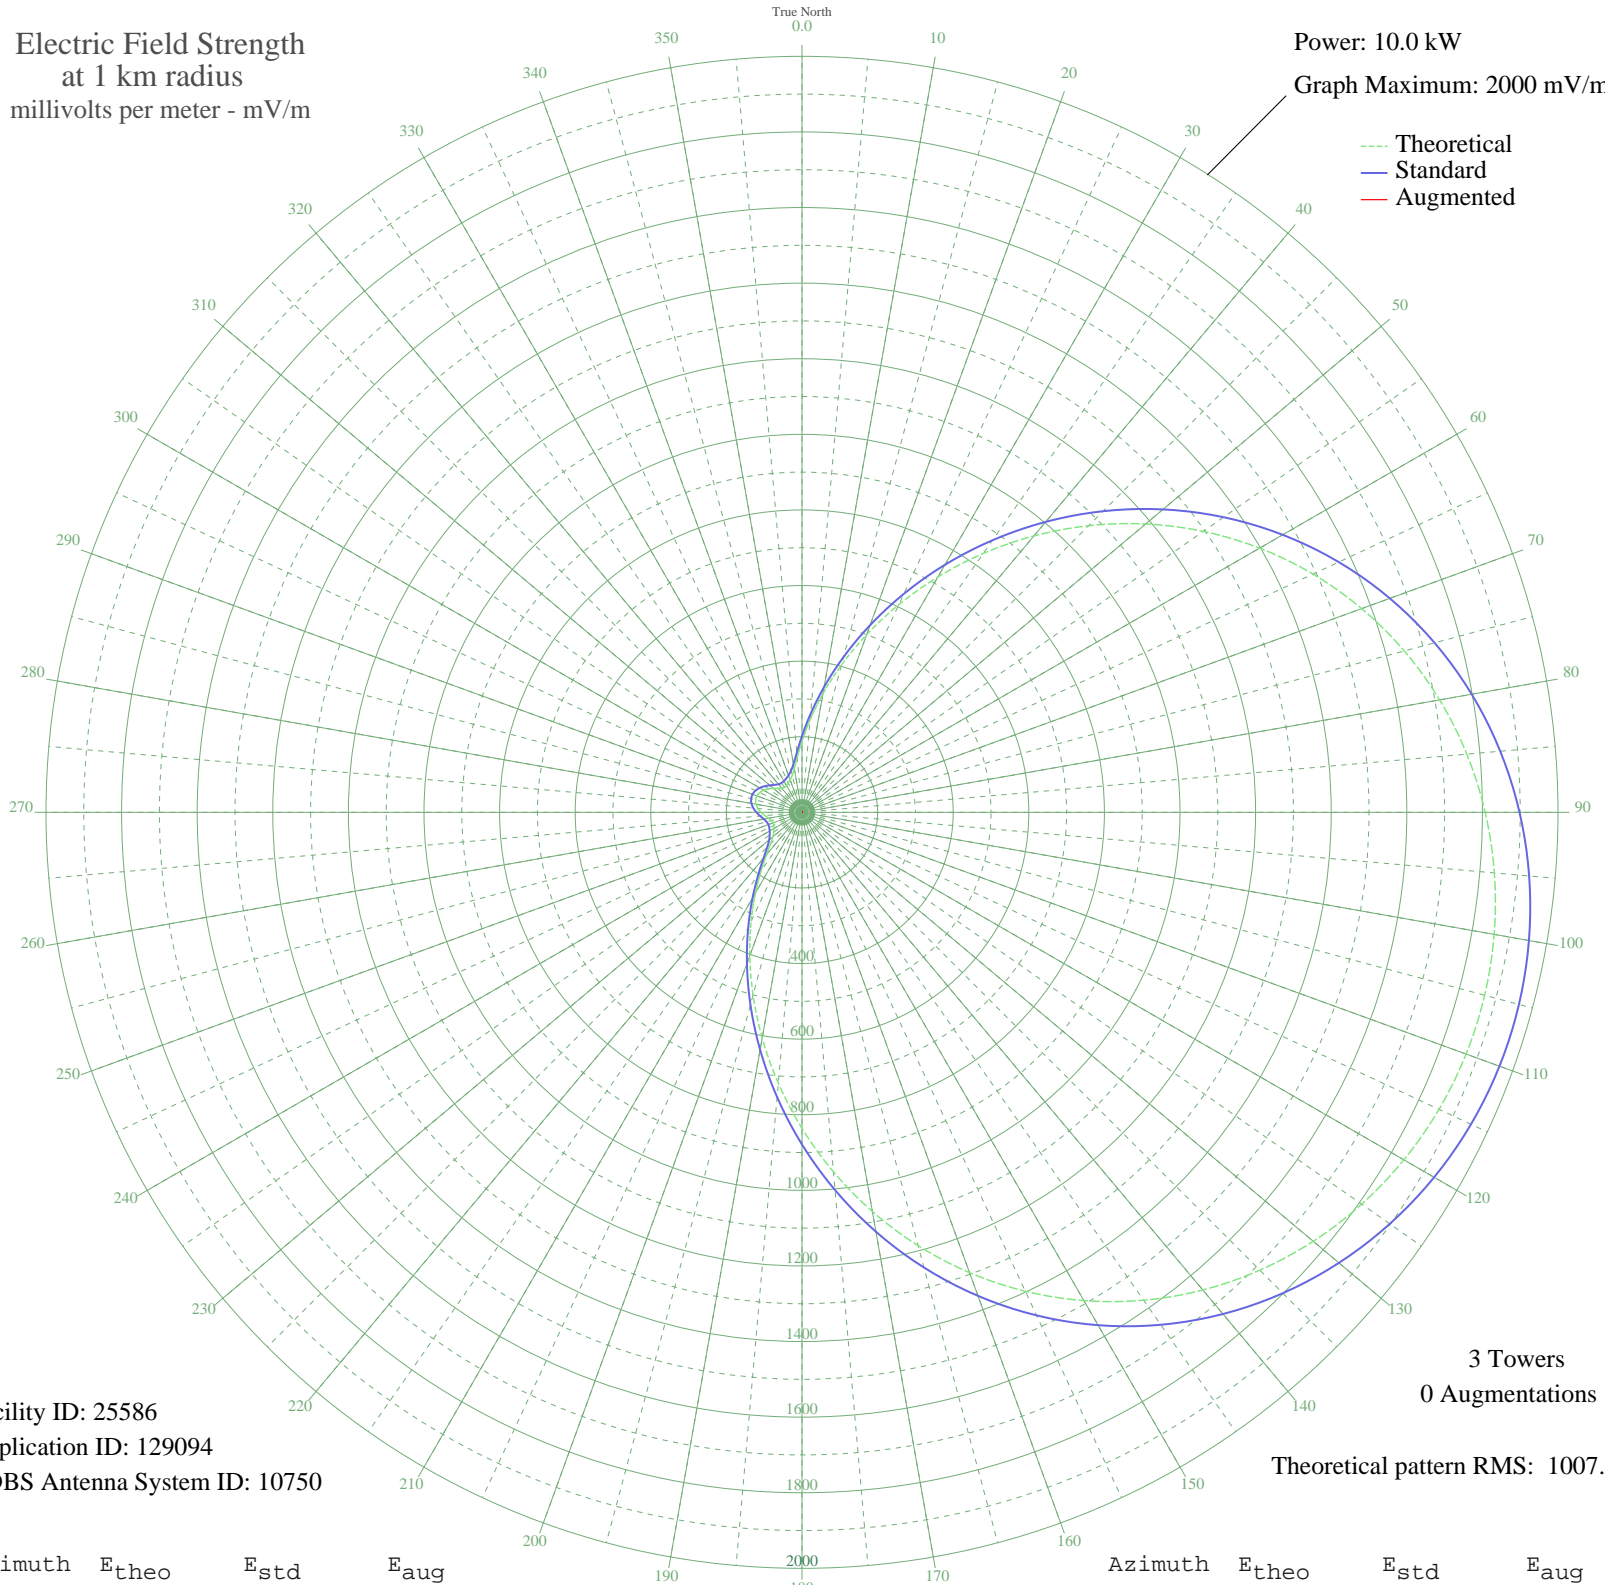 True North
0.0
Electric Field Strength
at 1 km radius
millivolts per meter - mV/m
Power: 10.0 kW
Graph Maximum: 2000 mV/m
Theoretical
Standard
Augmented
350
10
340
20
330
30
320
40
310
50
300
60
290
70
280
80
270
90
260
100
250
110
240
120
230
130
220
140
210
150
200
160
190
170
180
400
600
800
1000
1200
1400
1600
1800
2000
3 Towers
0 Augmentations
Theoretical pattern RMS: 1007.
cility ID: 25586
plication ID: 129094
DBS Antenna System ID: 10750
imuth Etheo Estd Eaug
Azimuth Etheo Estd Eaug